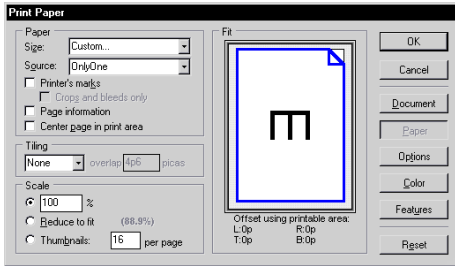 Print Paper
Paper
Size: Custom...
Source: OnlyOne
Printer's marks
Crops and bleeds only
Page information
Center page in print area
Tiling
None overlap 4p6 picas
Scale
100 %
Reduce to fit (88.9%)
Thumbnails: 16 per page
Fit
E
Offset using printable area:
L:0p R:0p
T:0p B:0p
OK
Cancel
Document
Paper
Options
Color
Features
Reset